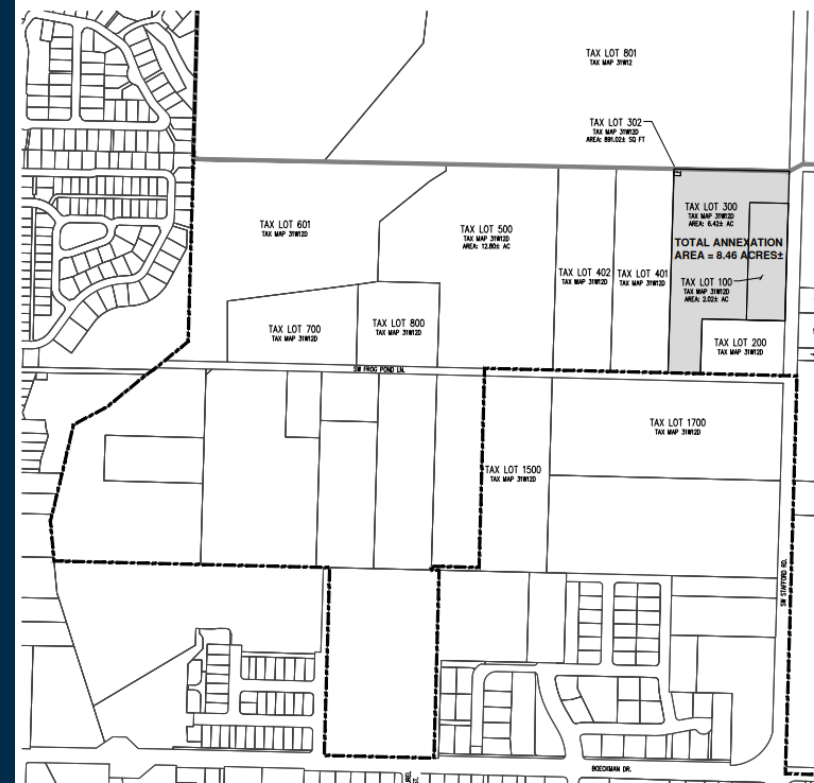 TAX LOT 801
TAX MAP 31W12
TAX LOT 302
TAX MAP 31W12D
AREA: 891.02± SQ FT
TAX LOT 601
TAX MAP 31W12D
TAX LOT 500
TAX MAP 31W12D
AREA: 12.80± AC
TAX LOT 402
TAX MAP 31W12D
TAX LOT 401
TAX MAP 31W12D
TAX LOT 300
TAX MAP 31W12D
AREA: 6.42± AC
TOTAL ANNEXATION
AREA = 8.46 ACRES±
TAX LOT 100
TAX MAP 31W12D
AREA: 2.02± AC
TAX LOT 700
TAX MAP 31W12D
TAX LOT 800
TAX MAP 31W12D
TAX LOT 200
TAX MAP 31W12D
SW FROG POND LN.
TAX LOT 1700
TAX MAP 31W12D
TAX LOT 1500
TAX MAP 31W12D
SW STAFFORD RD.
BOECKMAN DR.